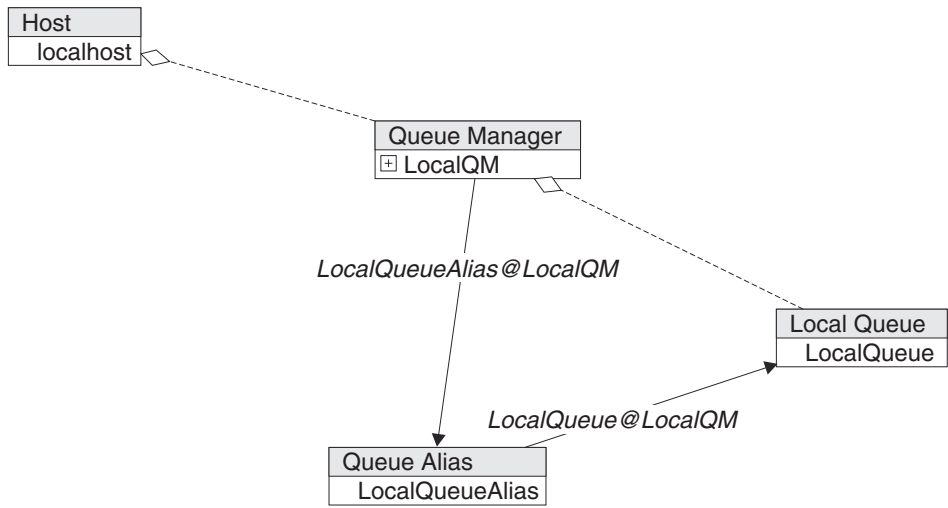 Host
localhost
Queue Manager
LocalQM
LocalQueueAlias@LocalQM
Local Queue
LocalQueue
LocalQueue@LocalQM
Queue Alias
LocalQueueAlias